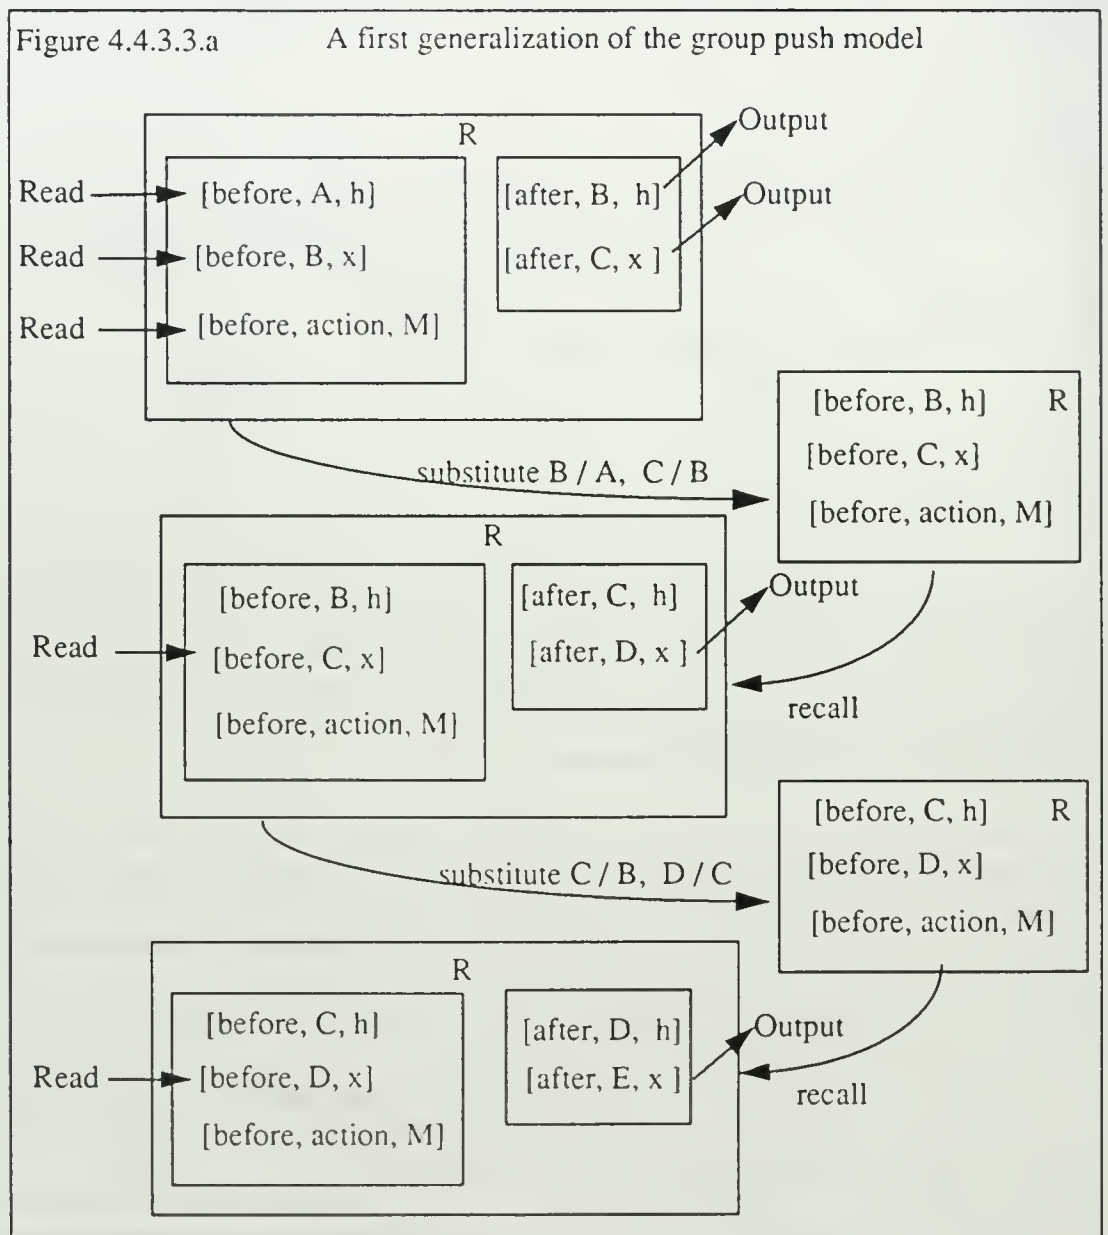 Figure 4.4.3.3.a A first generalization of the group push model
R
Output
Read [before, A, h] [after, B, h] Output
Read [before, B, x] [after, C, x ]
Read [before, action, M]
[before, B, h] R
[before, C, x]
[before, action, M]
substitute B / A, C / B
R
Output
[before, B, h] [after, C, h]
Read [before, C, x] [after, D, x ]
[before, action, M]
recall
[before, C, h] R
[before, D, x]
[before, action, M]
substitute C / B, D / C
R
[before, C, h] [after, D, h] Output
Read [before, D, x] [after, E, x ]
[before, action, M]
recall